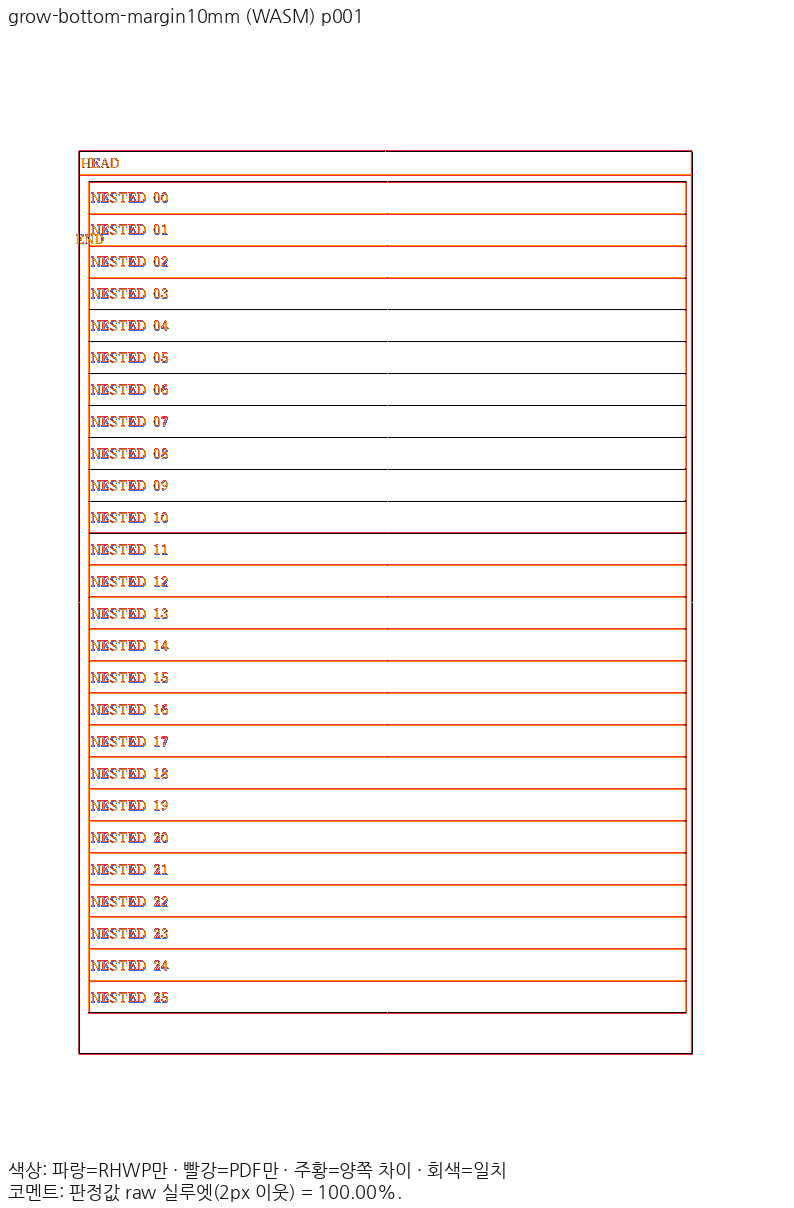 grow-bottom-margin10mm (WASM) p001
HEAD
NESTED 00
NESTED 01
END
NESTED 02
NESTED 03
NESTED 04
NESTED 05
NESTED 06
NESTED 07
NESTED 08
NESTED 09
NESTED 10
NESTED 11
NESTED 12
NESTED 13
NESTED 14
NESTED 15
NESTED 16
NESTED 17
NESTED 18
NESTED 19
NESTED 20
NESTED 21
NESTED 22
NESTED 23
NESTED 24
NESTED 25
색상: 파랑=RHWP만 · 빨강=PDF만 · 주황=양쪽 차이 · 회색=일치
코멘트: 판정값 raw 실루엣(2px 이웃) = 100.00%.